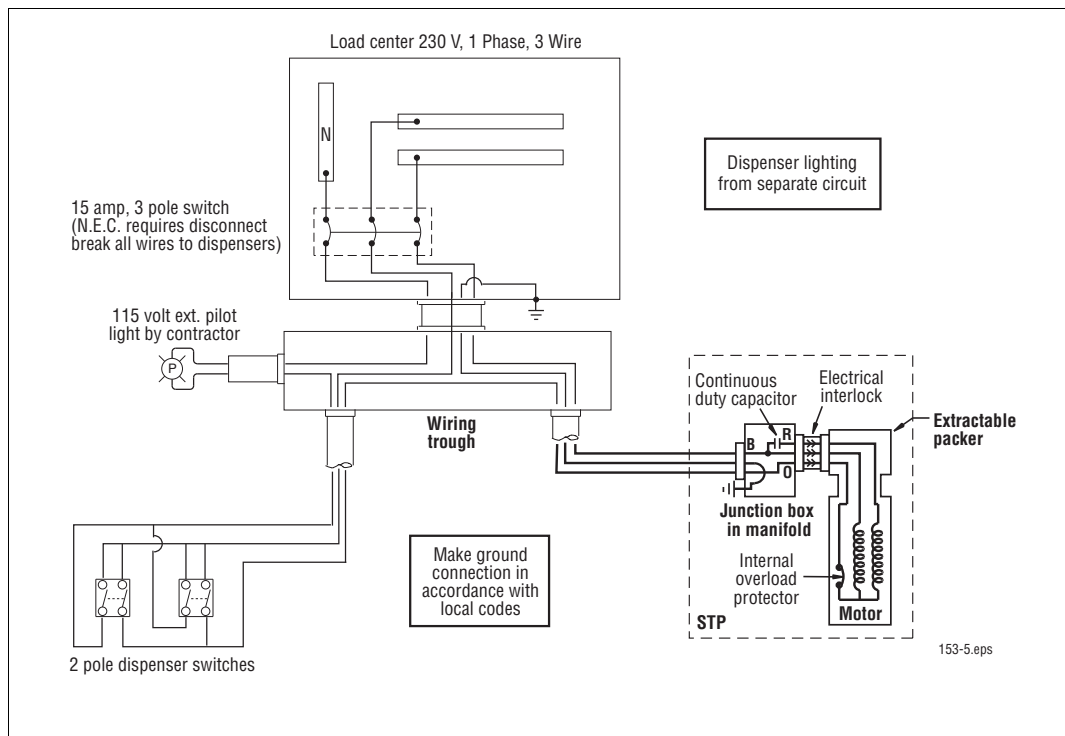 Load center 230 V, 1 Phase, 3 Wire
N
Dispenser lighting
from separate circuit
15 amp, 3 pole switch
(N.E.C. requires disconnect
break all wires to dispensers)
115 volt ext. pilot
light by contractor
P
Wiring
trough
Continuous
duty capacitor
Electrical
interlock
Extractable
packer
B
R
O
Junction box
in manifold
Make ground
connection in
accordance with
local codes
Internal
overload
protector
Motor
STP
2 pole dispenser switches
153-5.eps